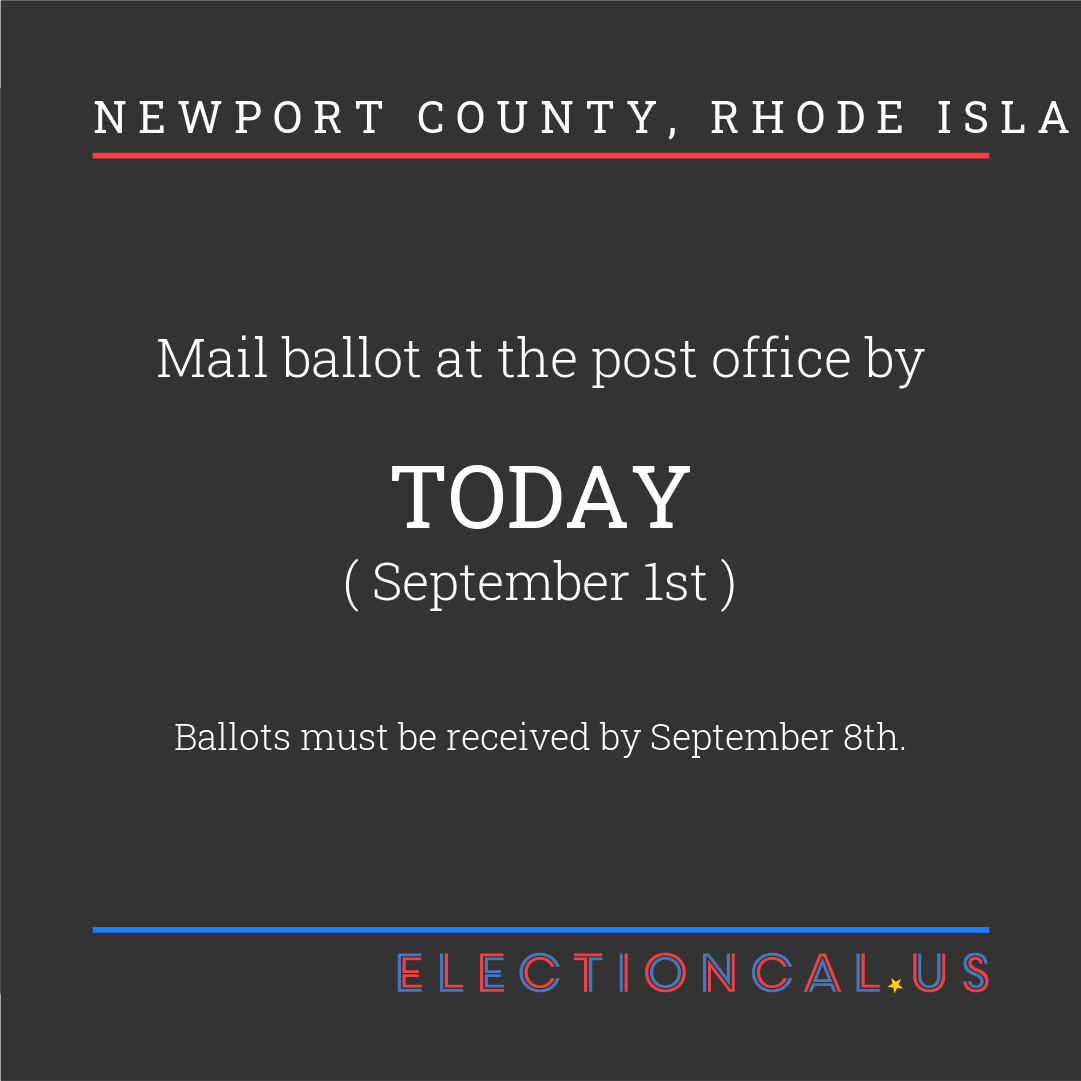 NEWPORT COUNTY, RHODE ISLA
Mail ballot at the post office by
TODAY
( September 1st )
Ballots must be received by September 8th.
ELECTIONCAL.US